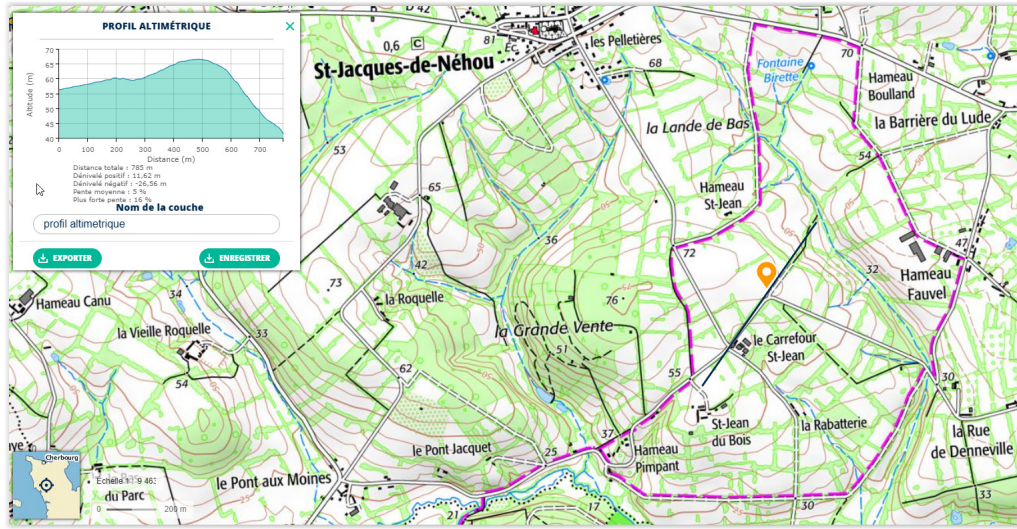 PROFIL ALTIMÉTRIQUE
70
65
60
55
50
45
40
Altitude (m)
0 100 200 300 400 500 600 700
Distance (m)
Distance totale : 785 m
Dénivelé positif : 11,62 m
Dénivelé négatif : -26,56 m
Pente moyenne : 5 %
Plus forte pente : 16 %
Nom de la couche
profil altimetrique
EXPORTER
ENREGISTRER
D 42
0,6 C
81
Éc.
les Pelletières
St-Jacques-de-Néhou
68
Fontaine
Birette
70
Hameau
Boulland
la Lande de Bas
la Barrière du Lude
53
54
65
Hameau
St-Jean
36
72
47
42
32
Hameau
Fauvel
73
76
la Roquelle
Hameau Canu
34
la Vieille Roquelle
33
la Grande Vente
51
le Carrefour
St-Jean
54
62
55
30
St-Jean
du Bois
la Rabatterie
la Rue
de Denneville
37
le Pont Jacquet
25
Hameau
Pimpant
Cherbourg
du Parc
le Pont aux Moines
0 200 m
21
17
30
33
25